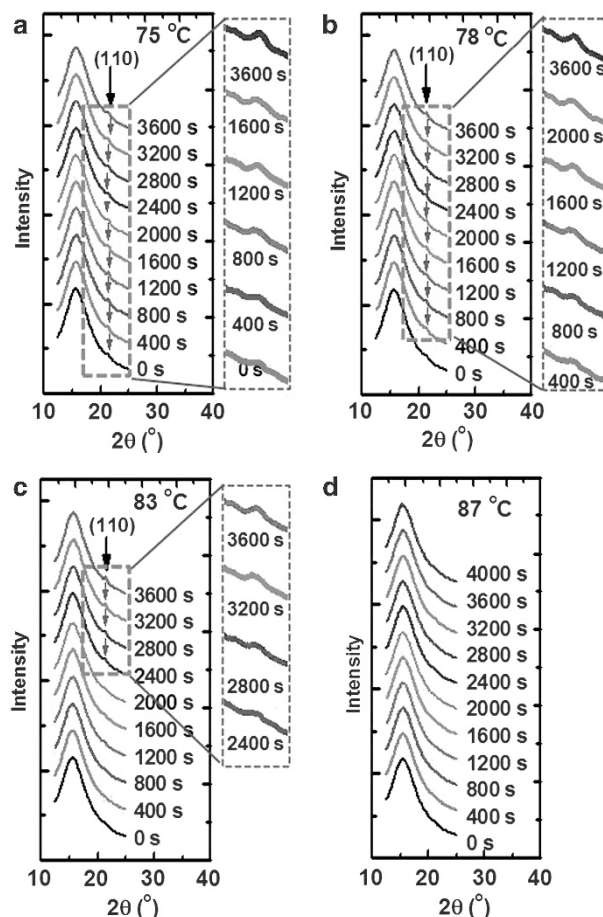 a
75 °C
(110)
3600 s
3200 s
2800 s
2400 s
2000 s
1600 s
1200 s
800 s
400 s
0 s
3600 s
1600 s
1200 s
800 s
400 s
0 s
Intensity
10 20 30 40
2θ (°)
b
78 °C
(110)
3600 s
3200 s
2800 s
2400 s
2000 s
1600 s
1200 s
800 s
400 s
0 s
3600 s
2000 s
1600 s
1200 s
800 s
400 s
Intensity
10 20 30 40
2θ (°)
c
83 °C
(110)
3600 s
3200 s
2800 s
2400 s
2000 s
1600 s
1200 s
800 s
400 s
0 s
3600 s
3200 s
2800 s
2400 s
Intensity
10 20 30 40
2θ (°)
d
87 °C
4000 s
3600 s
3200 s
2800 s
2400 s
2000 s
1600 s
1200 s
800 s
400 s
0 s
Intensity
10 20 30 40
2θ (°)